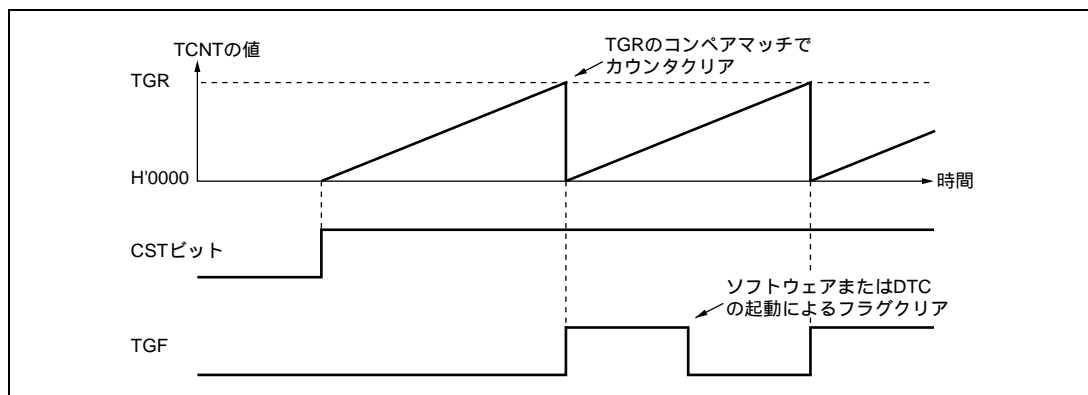 TCNTの値
TGRのコンペアマッチで
カウンタクリア
TGR
H'0000
時間
CSTビット
ソフトウェアまたはDTC
の起動によるフラグクリア
TGF